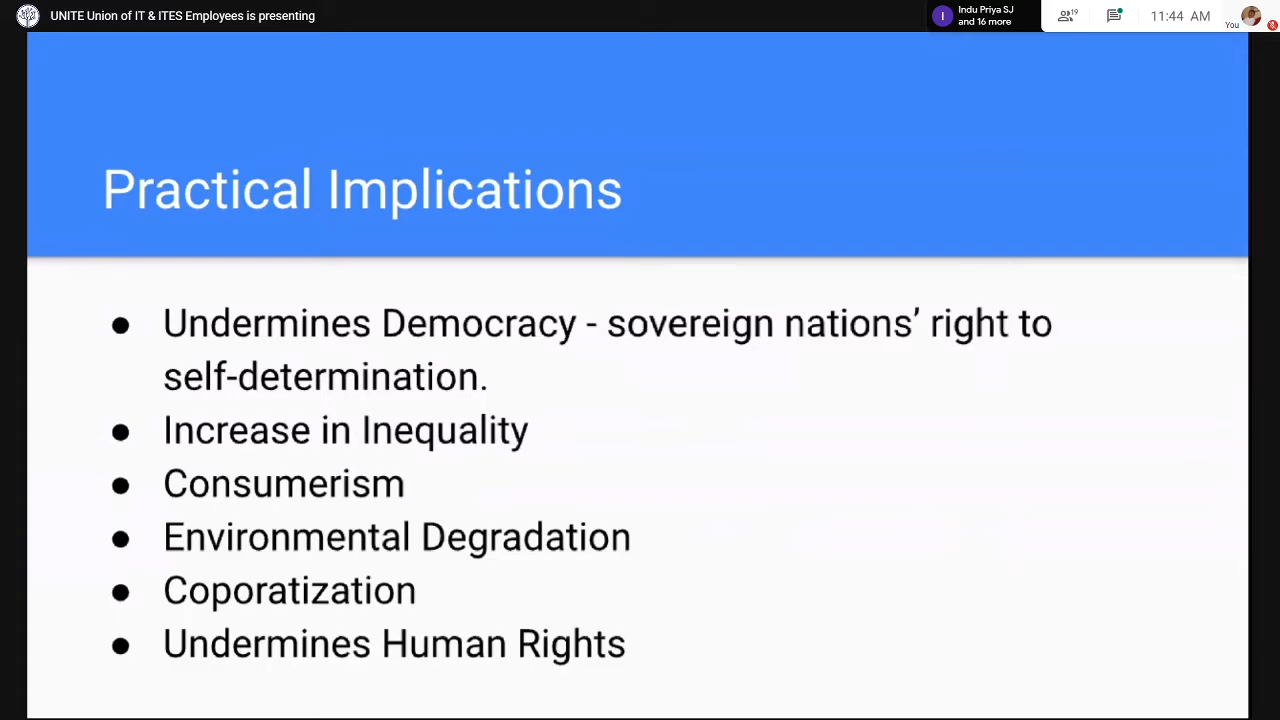 UNITE Union of IT & ITES Employees is presenting
I
Indu Priya SJ
and 16 more
19
11:44 AM
You
Practical Implications
● Undermines Democracy - sovereign nations’ right to
self-determination.
● Increase in Inequality
● Consumerism
● Environmental Degradation
● Coporatization
● Undermines Human Rights